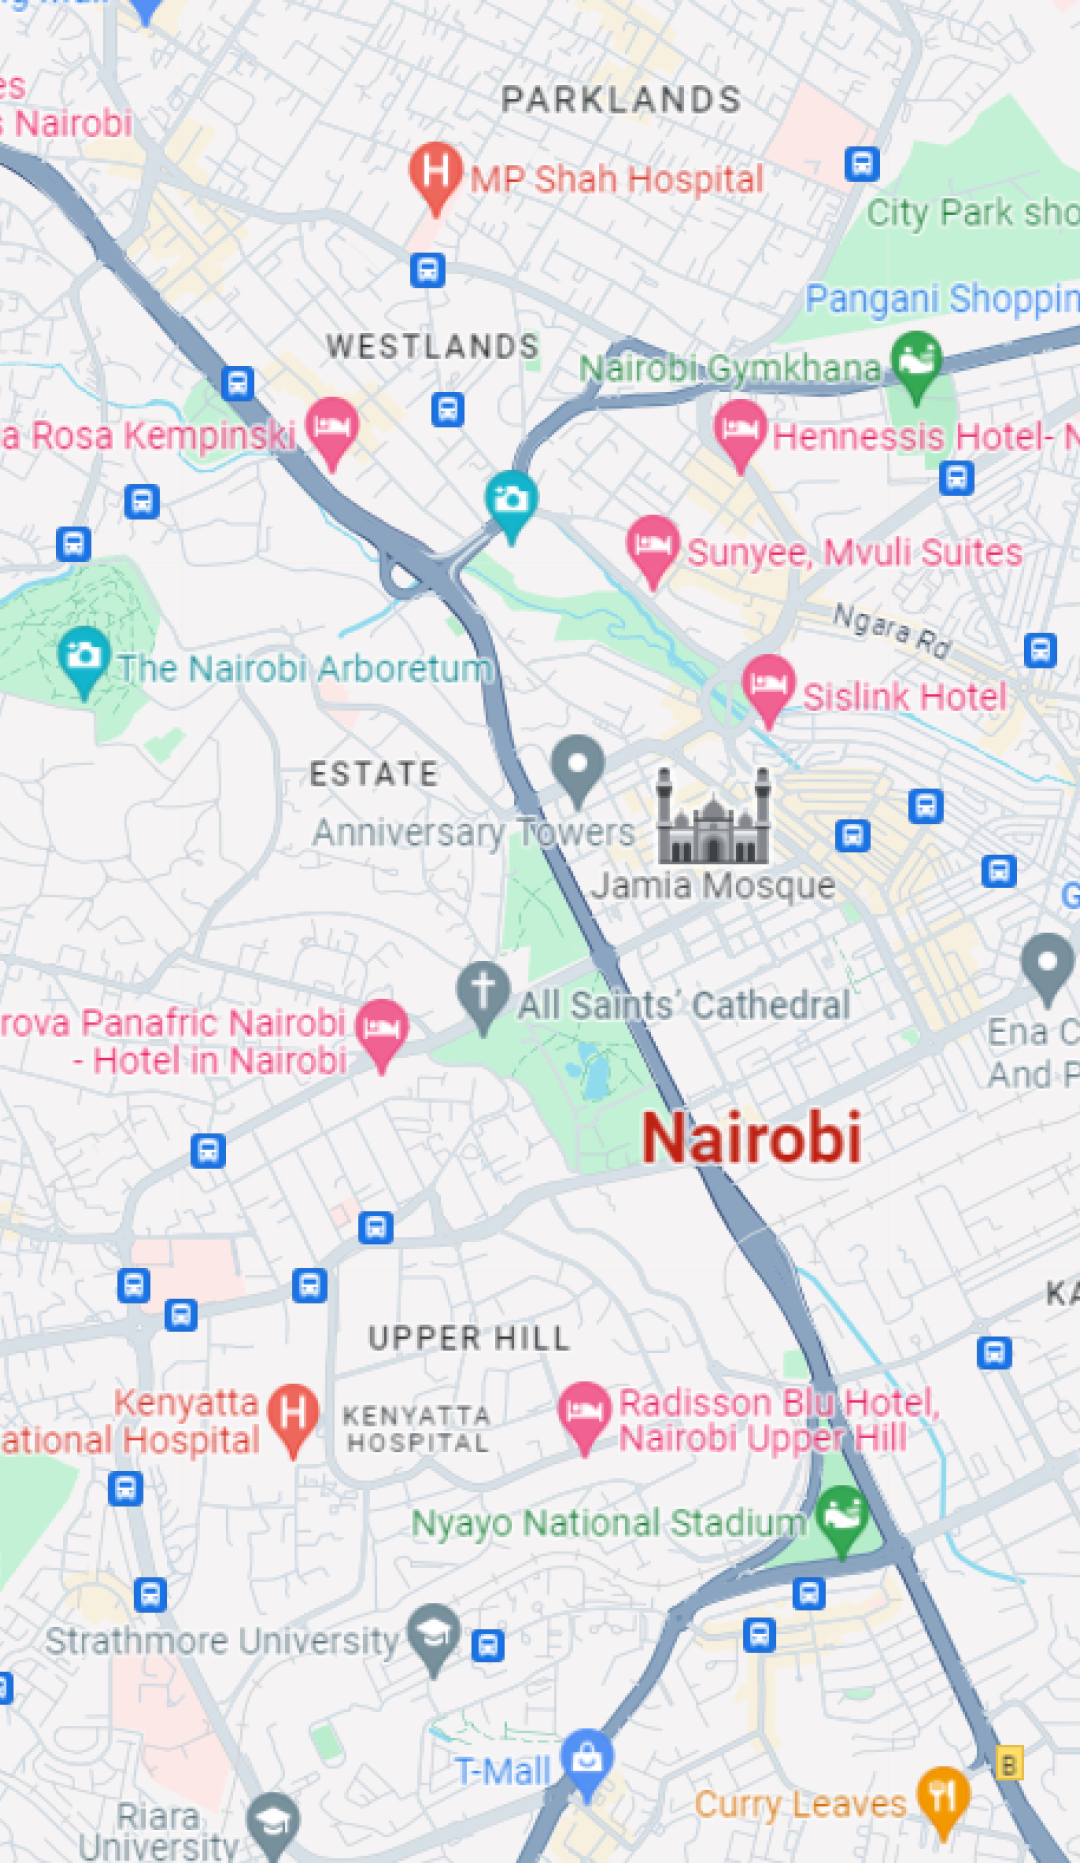 es
s Nairobi
PARKLANDS
MP Shah Hospital
City Park sho
Pangani Shoppin
WESTLANDS
Nairobi Gymkhana
a Rosa Kempinski
Hennessis Hotel- N
Sunyee, Mvuli Suites
Ngara Rd
The Nairobi Arboretum
Sislink Hotel
ESTATE
Anniversary Towers
Jamia Mosque
G
All Saints' Cathedral
rova Panafric Nairobi
- Hotel in Nairobi
Ena C
And P
Nairobi
KA
UPPER HILL
Kenyatta
ational Hospital
KENYATTA
HOSPITAL
Radisson Blu Hotel,
Nairobi Upper Hill
Nyayo National Stadium
Strathmore University
T-Mall
B
Curry Leaves
Riara
University